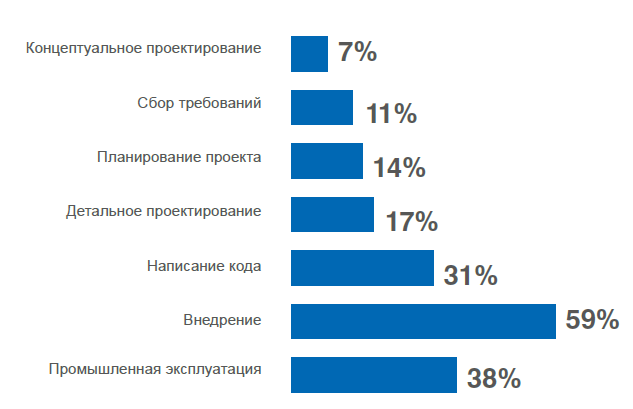 Концептуальное проектирование 7%
Сбор требований 11%
Планирование проекта 14%
Детальное проектирование 17%
Написание кода 31%
Внедрение 59%
Промышленная эксплуатация 38%